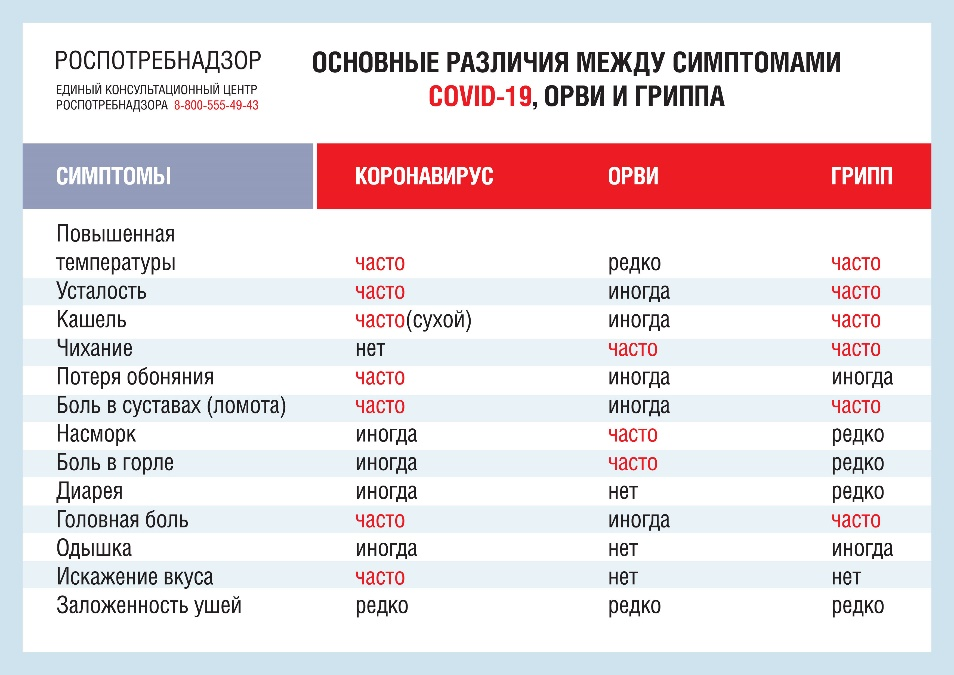 РОСПОТРЕБНАДЗОР
ЕДИНЫЙ КОНСУЛЬТАЦИОННЫЙ ЦЕНТР
РОСПОТРЕБНАДЗОРА 8-800-555-49-43
ОСНОВНЫЕ РАЗЛИЧИЯ МЕЖДУ СИМПТОМАМИ
COVID-19, ОРВИ И ГРИППА
СИМПТОМЫ КОРОНАВИРУС ОРВИ ГРИПП
Повышенная
температуры часто редко часто
Усталость часто иногда часто
Кашель часто(сухой) иногда часто
Чихание нет часто часто
Потеря обоняния часто иногда иногда
Боль в суставах (ломота) часто иногда часто
Насморк иногда часто редко
Боль в горле иногда часто редко
Диарея иногда нет редко
Головная боль часто иногда часто
Одышка иногда нет иногда
Искажение вкуса часто нет нет
Заложенность ушей редко редко редко